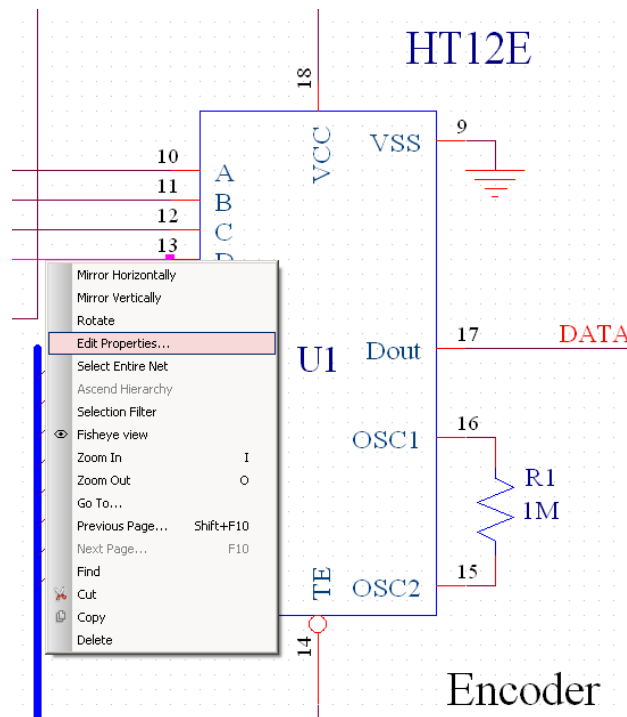 HT12E
18
VCC
VSS
9
10
A
11
B
12
C
13
Mirror Horizontally
Mirror Vertically
Rotate
Edit Properties...
Select Entire Net
Ascend Hierarchy
Selection Filter
Fisheye view
Zoom In I
Zoom Out O
Go To...
Previous Page... Shift+F10
Next Page... F10
Find
Cut
Copy
Delete
U1
Dout
17
DATA
OSC1
16
R1
1M
OSC2
15
TE
14
Encoder